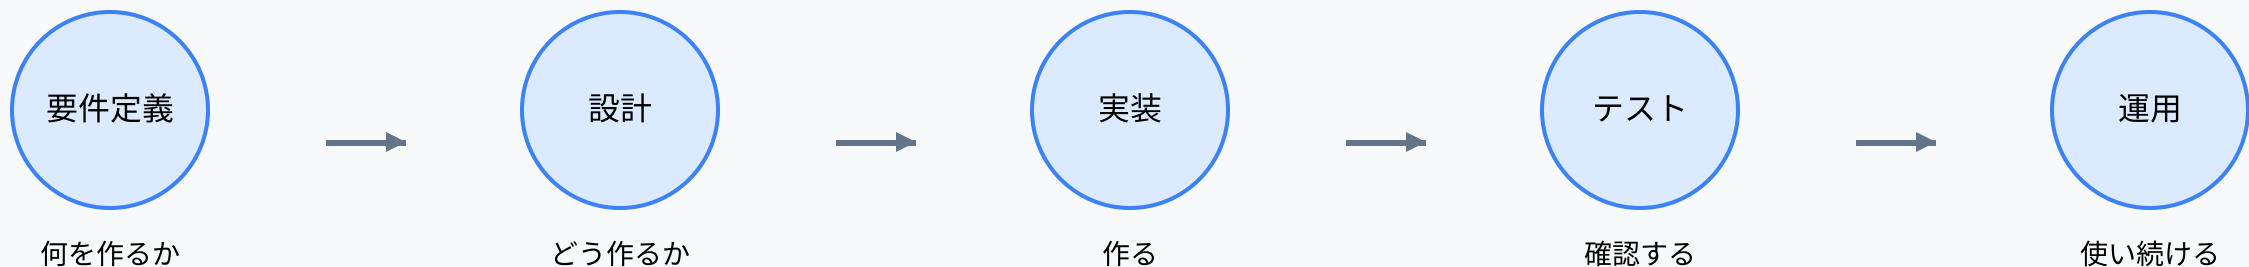 要件定義
設計
実装
テスト
運用
何を作るか
どう作るか
作る
確認する
使い続ける